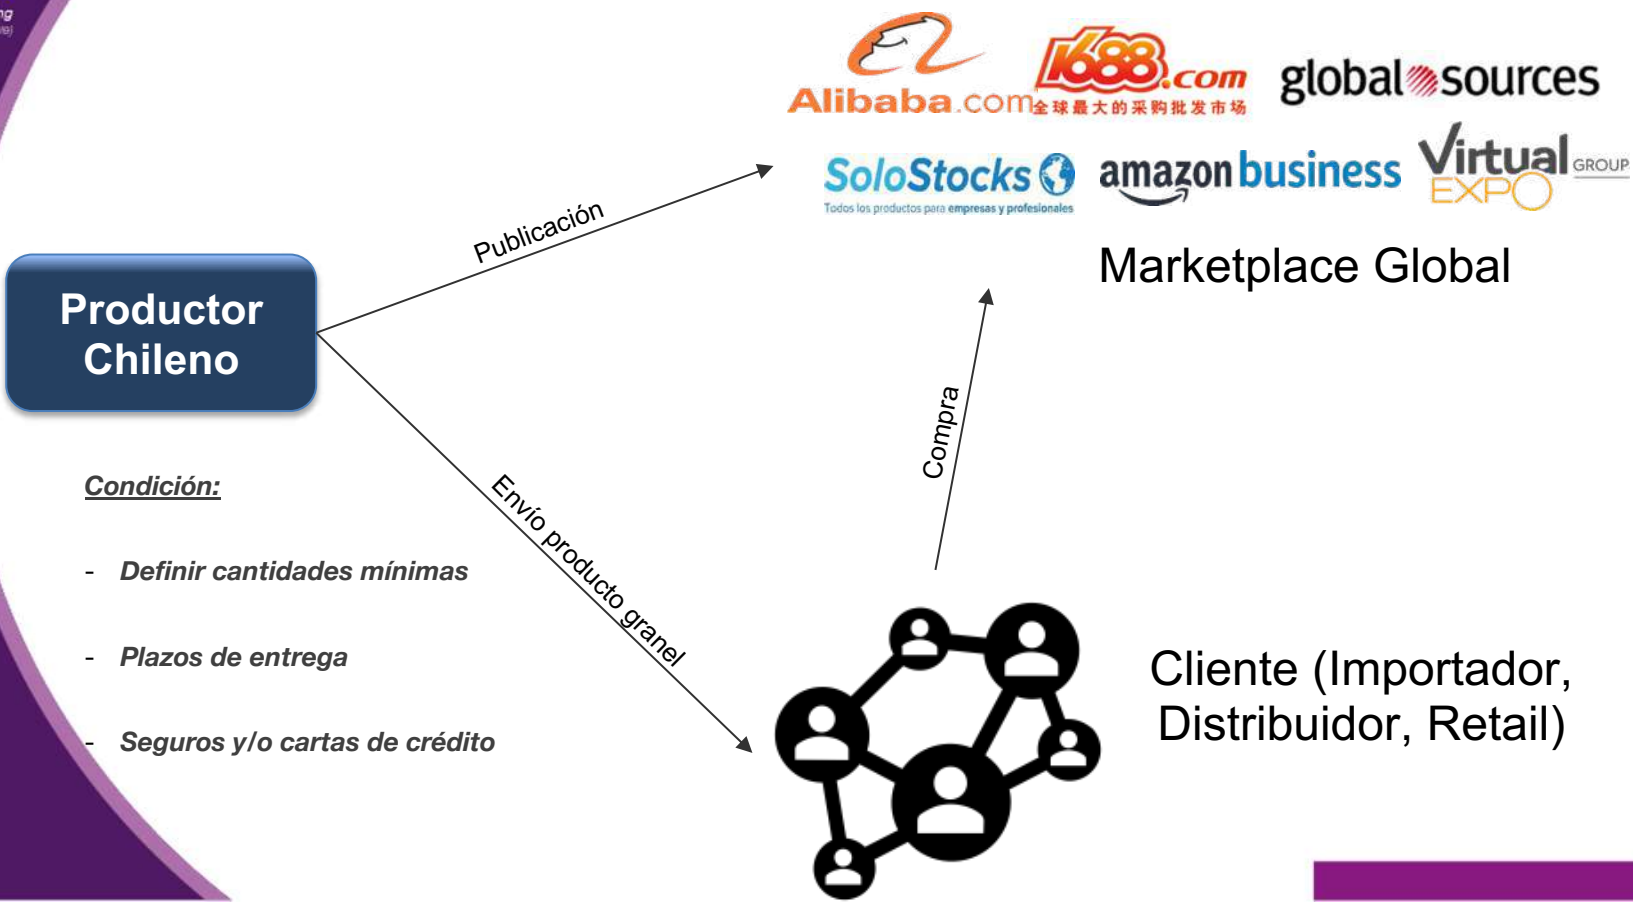 ng
Alibaba.com
1688.com
全球最大的采购批发市场
global sources
SoloStocks
Todos los productos para empresas y profesionales
amazon business
Virtual EXPO GROUP
Marketplace Global
Publicación
Productor
Chileno
Compra
Envío producto granel
Condición:
- Definir cantidades mínimas
- Plazos de entrega
- Seguros y/o cartas de crédito
Cliente (Importador,
Distribuidor, Retail)